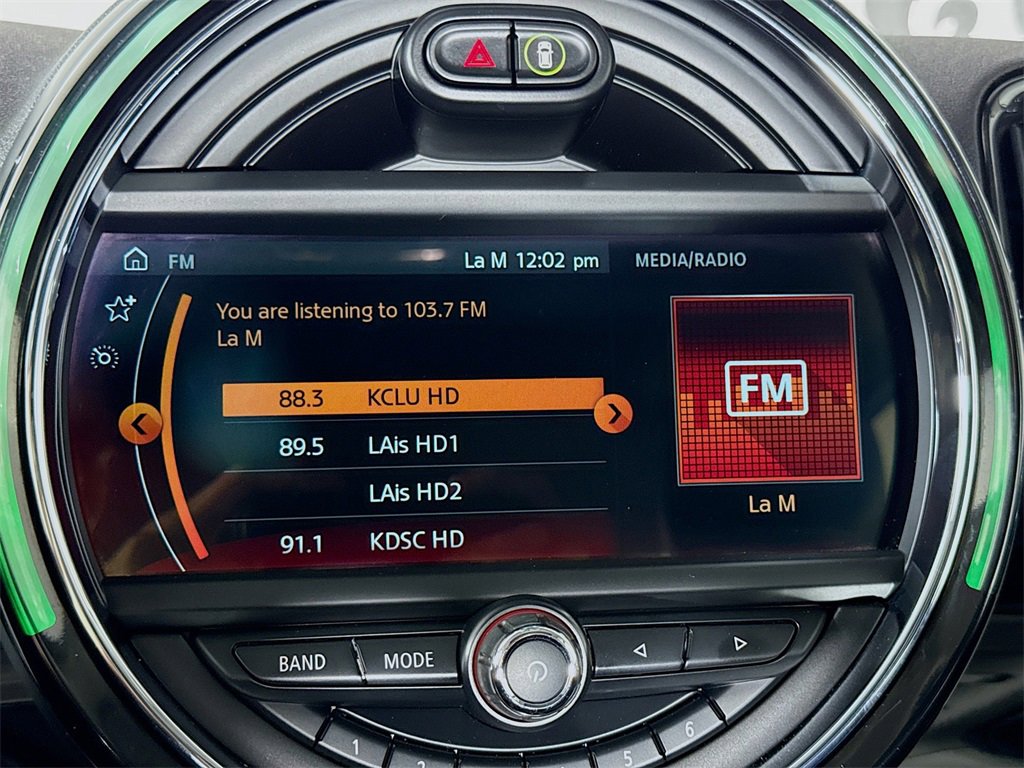 FM
La M 12:02 pm
MEDIA/RADIO
You are listening to 103.7 FM
La M
88.3 KCLU HD
89.5 LAis HD1
LAis HD2
91.1 KDSC HD
FM
La M
BAND
MODE
1
5
6